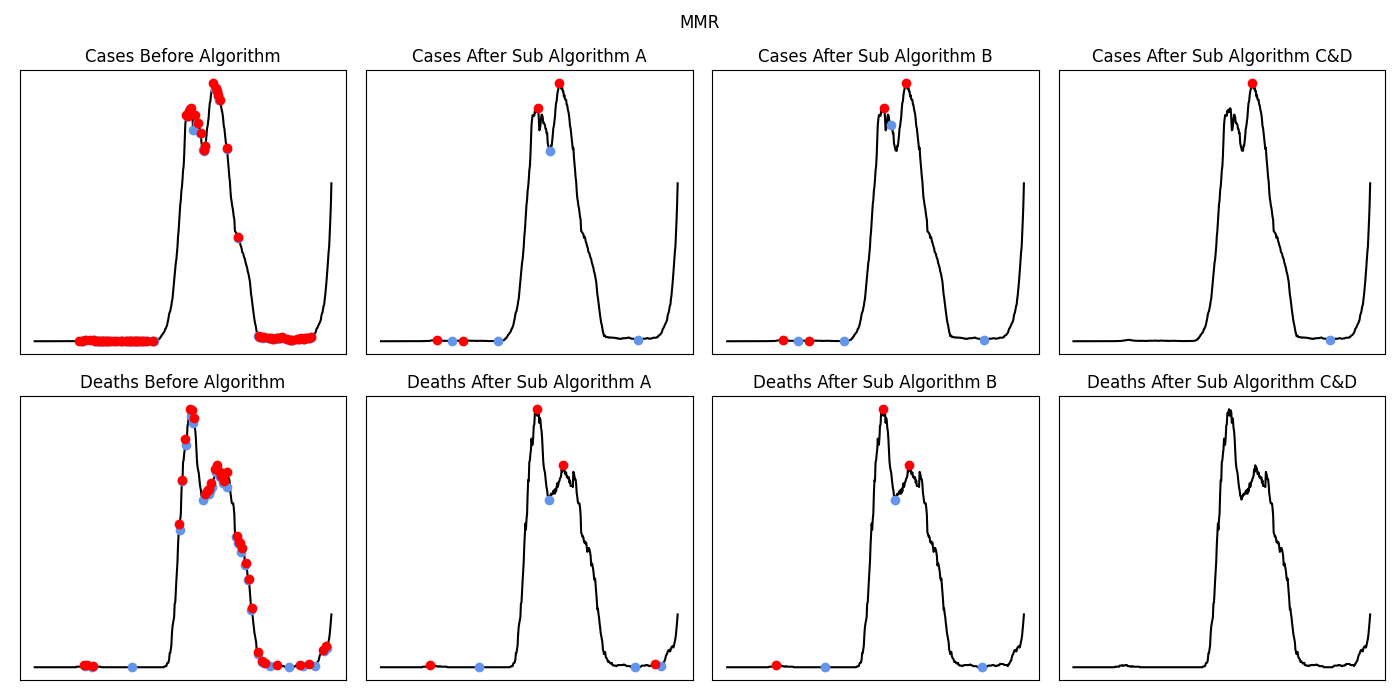 MMR
Cases Before Algorithm
Cases After Sub Algorithm A
Cases After Sub Algorithm B
Cases After Sub Algorithm C&D
Deaths Before Algorithm
Deaths After Sub Algorithm A
Deaths After Sub Algorithm B
Deaths After Sub Algorithm C&D